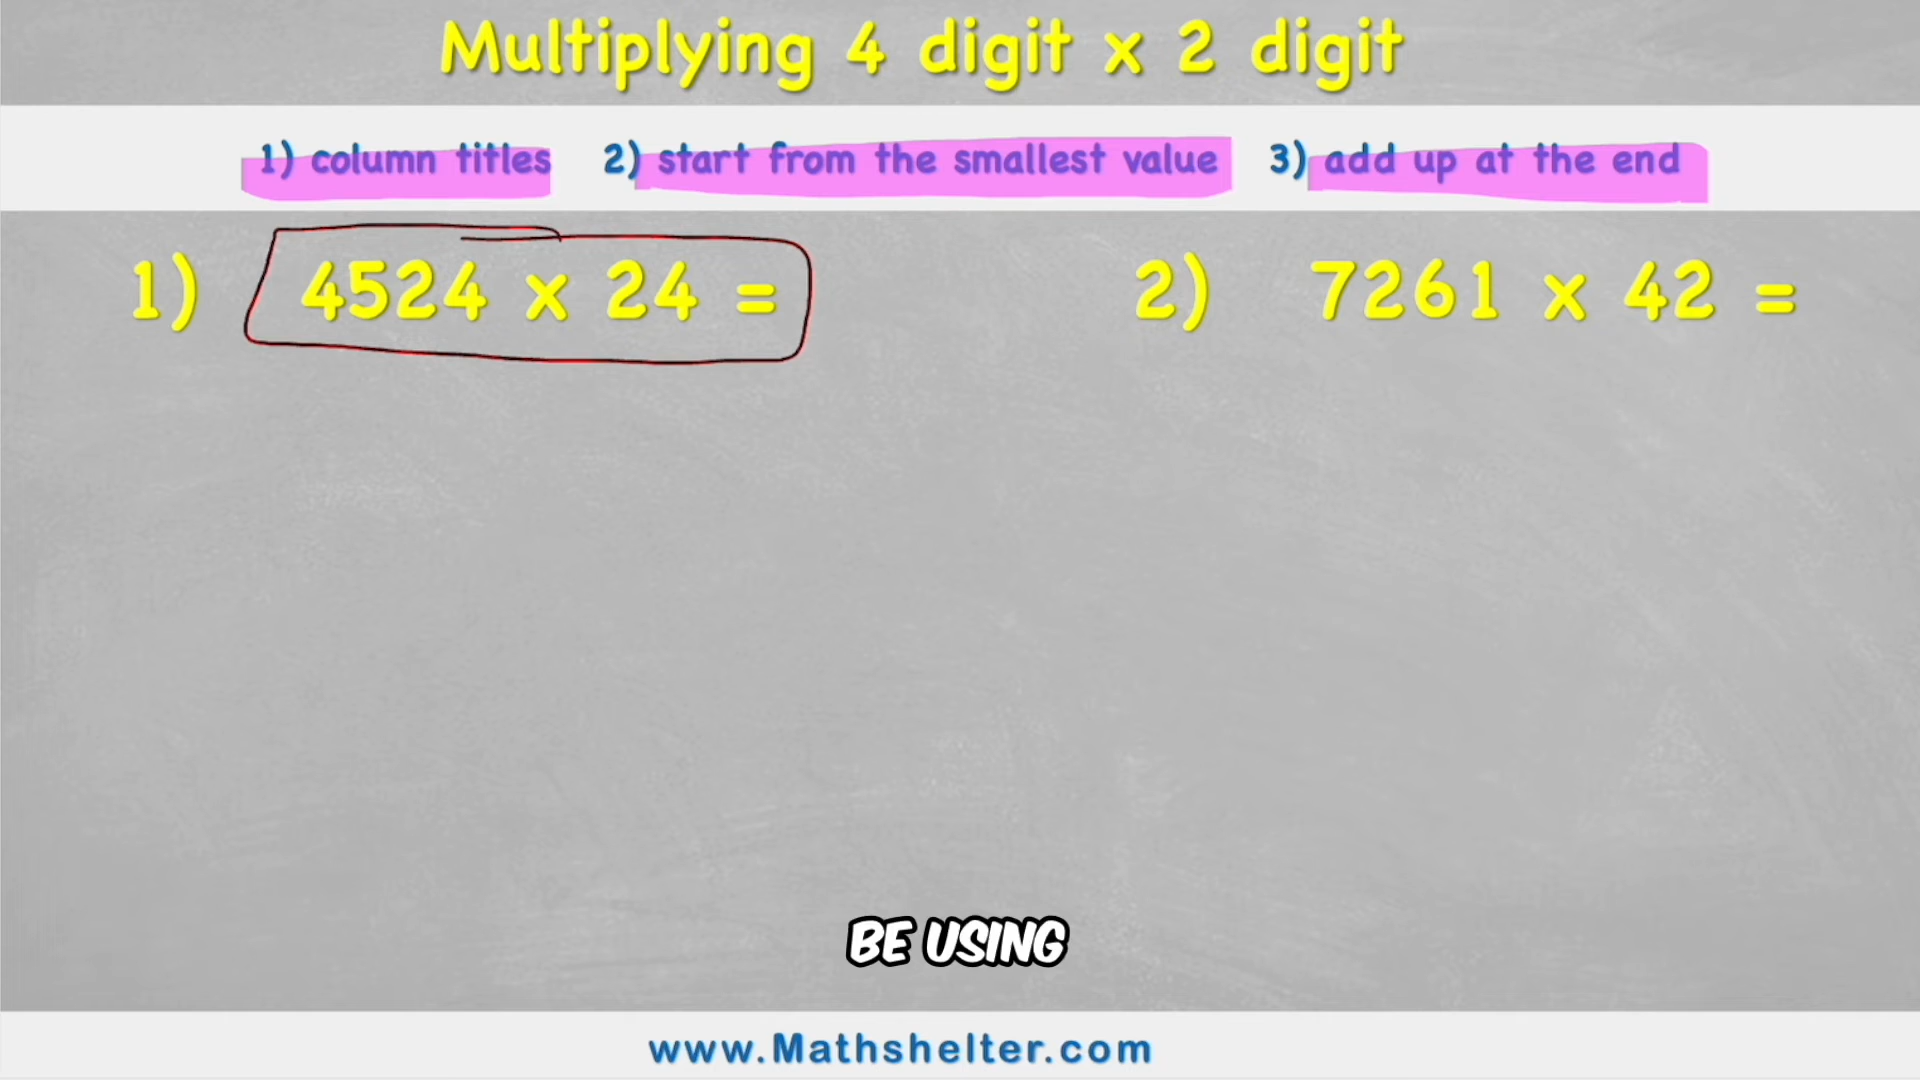 Multiplying 4 digit x 2 digit
1) column titles 2) start from the smallest value 3) add up at the end
1) 4524 x 24 = 2) 7261 x 42 =
BE USING
www.Mathshelter.com